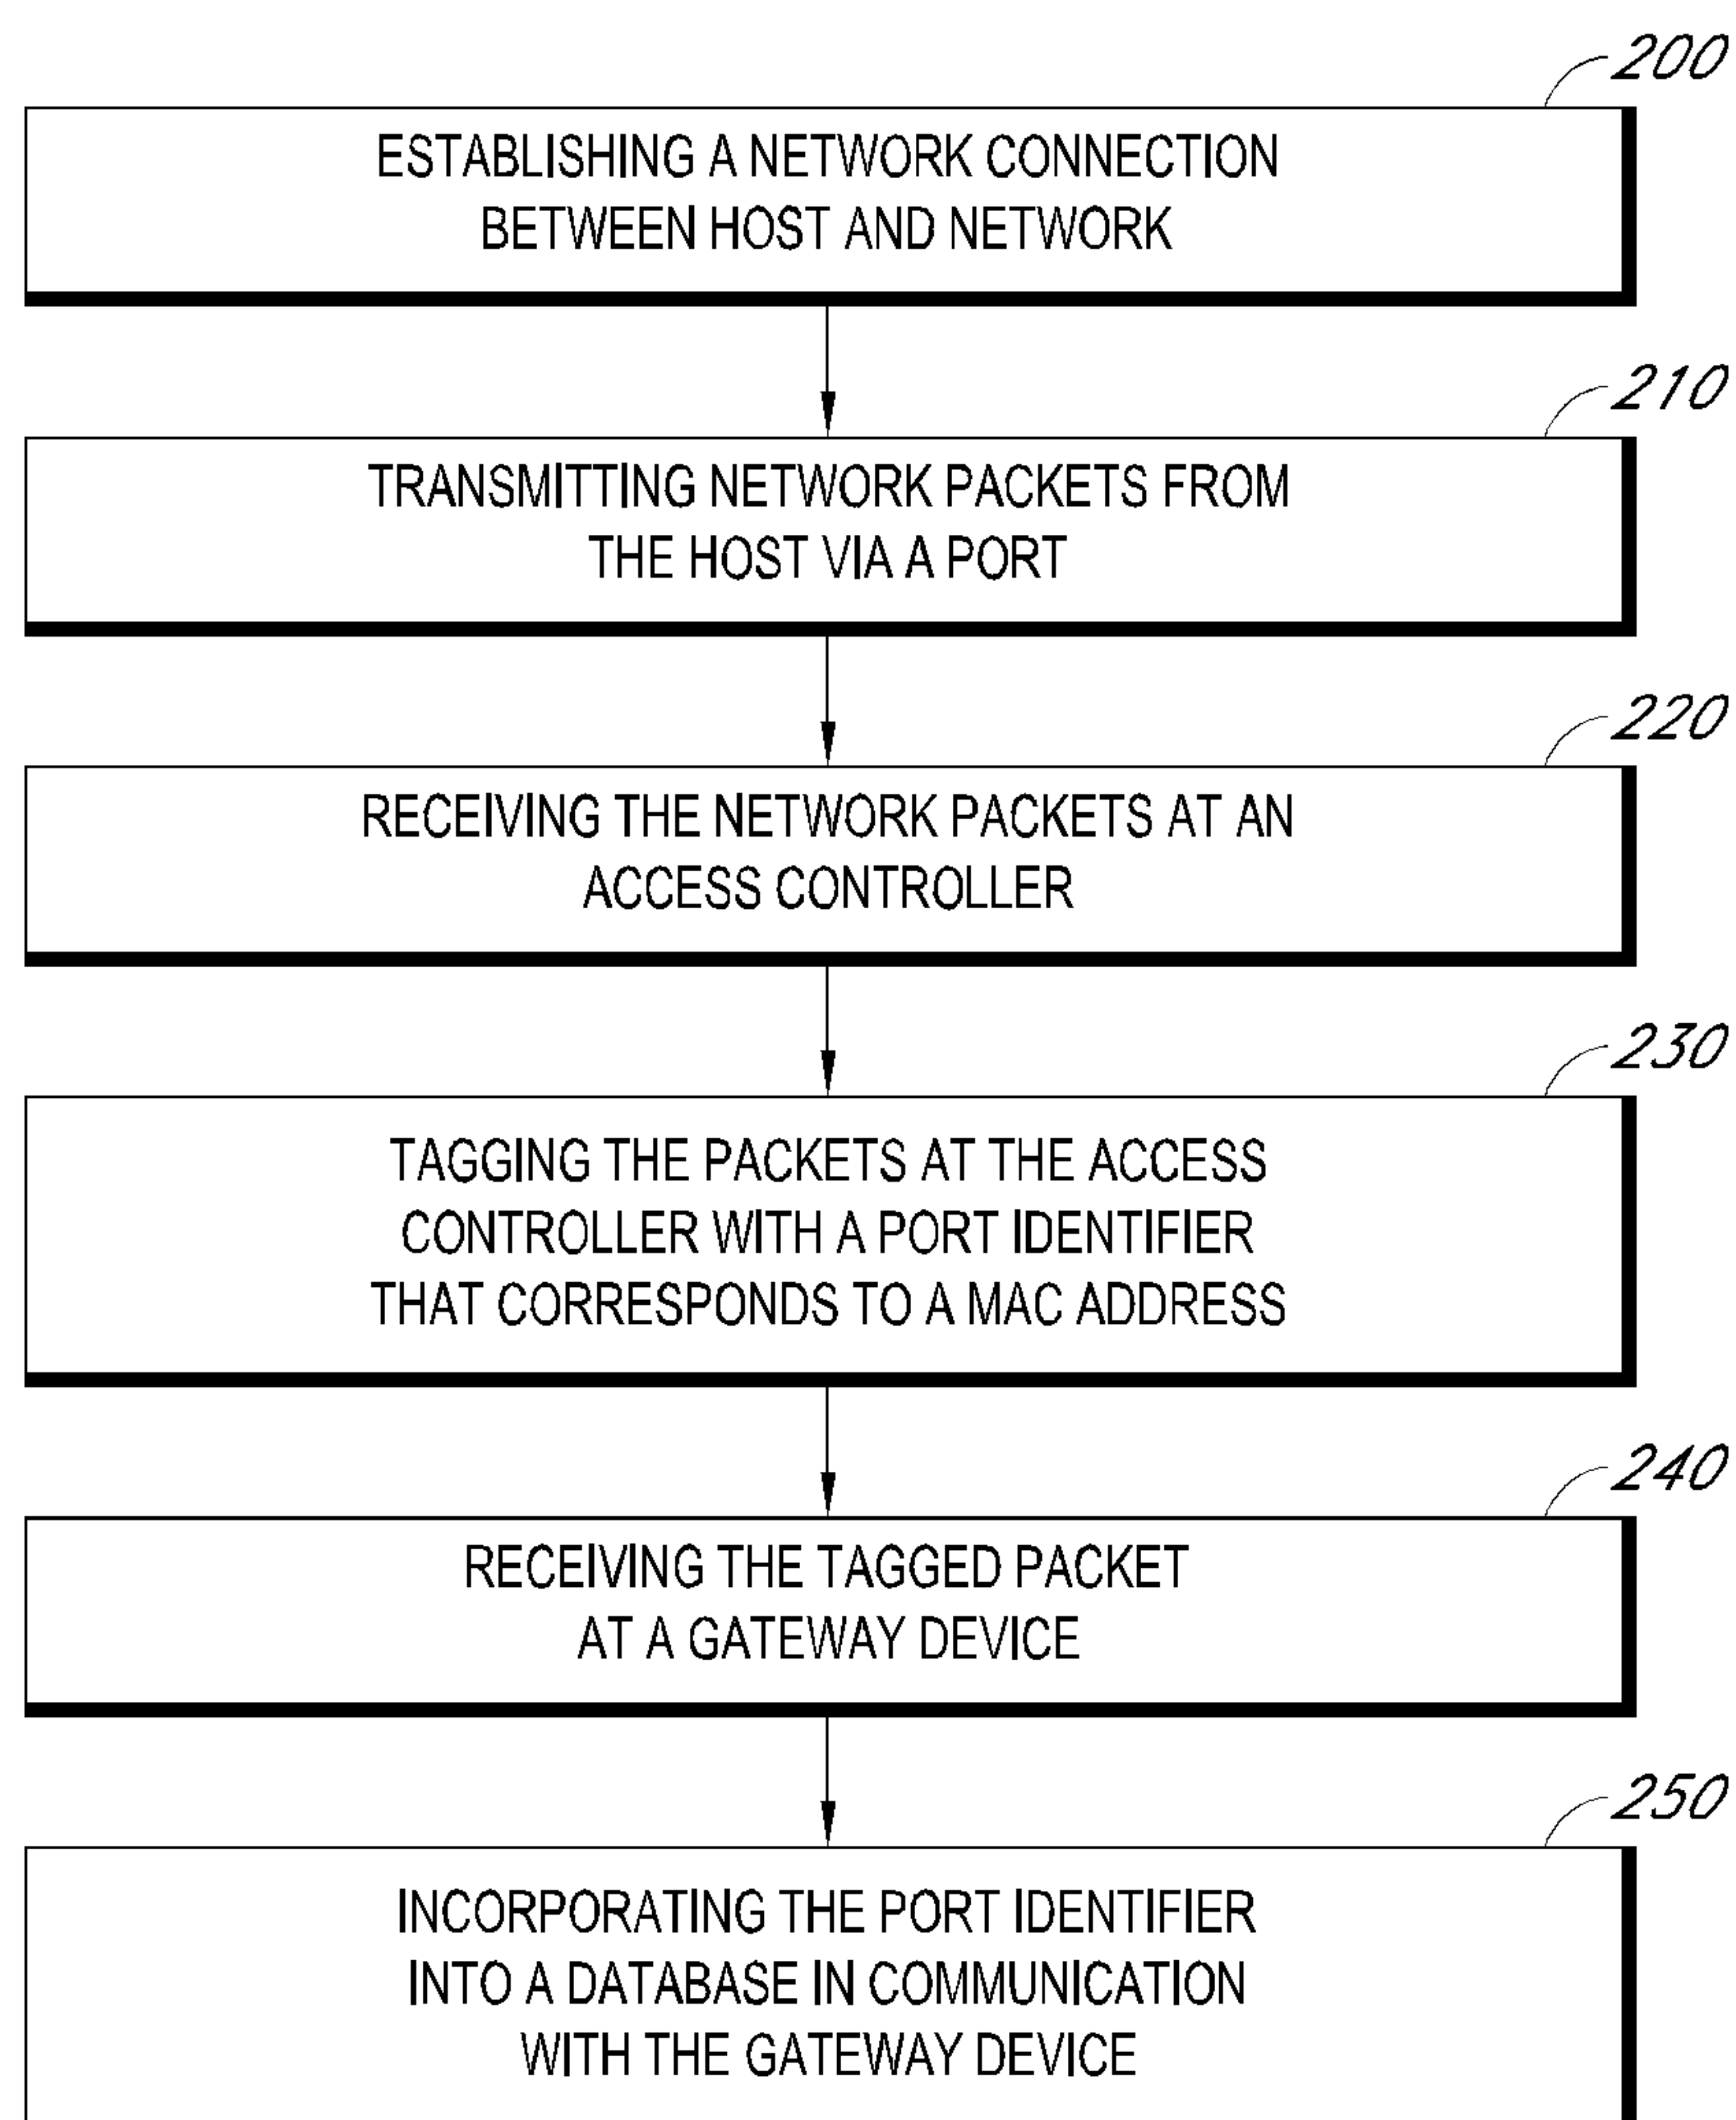 200
ESTABLISHING A NETWORK CONNECTION
BETWEEN HOST AND NETWORK
210
TRANSMITTING NETWORK PACKETS FROM
THE HOST VIA A PORT
220
RECEIVING THE NETWORK PACKETS AT AN
ACCESS CONTROLLER
230
TAGGING THE PACKETS AT THE ACCESS
CONTROLLER WITH A PORT IDENTIFIER
THAT CORRESPONDS TO A MAC ADDRESS
240
RECEIVING THE TAGGED PACKET
AT A GATEWAY DEVICE
250
INCORPORATING THE PORT IDENTIFIER
INTO A DATABASE IN COMMUNICATION
WITH THE GATEWAY DEVICE